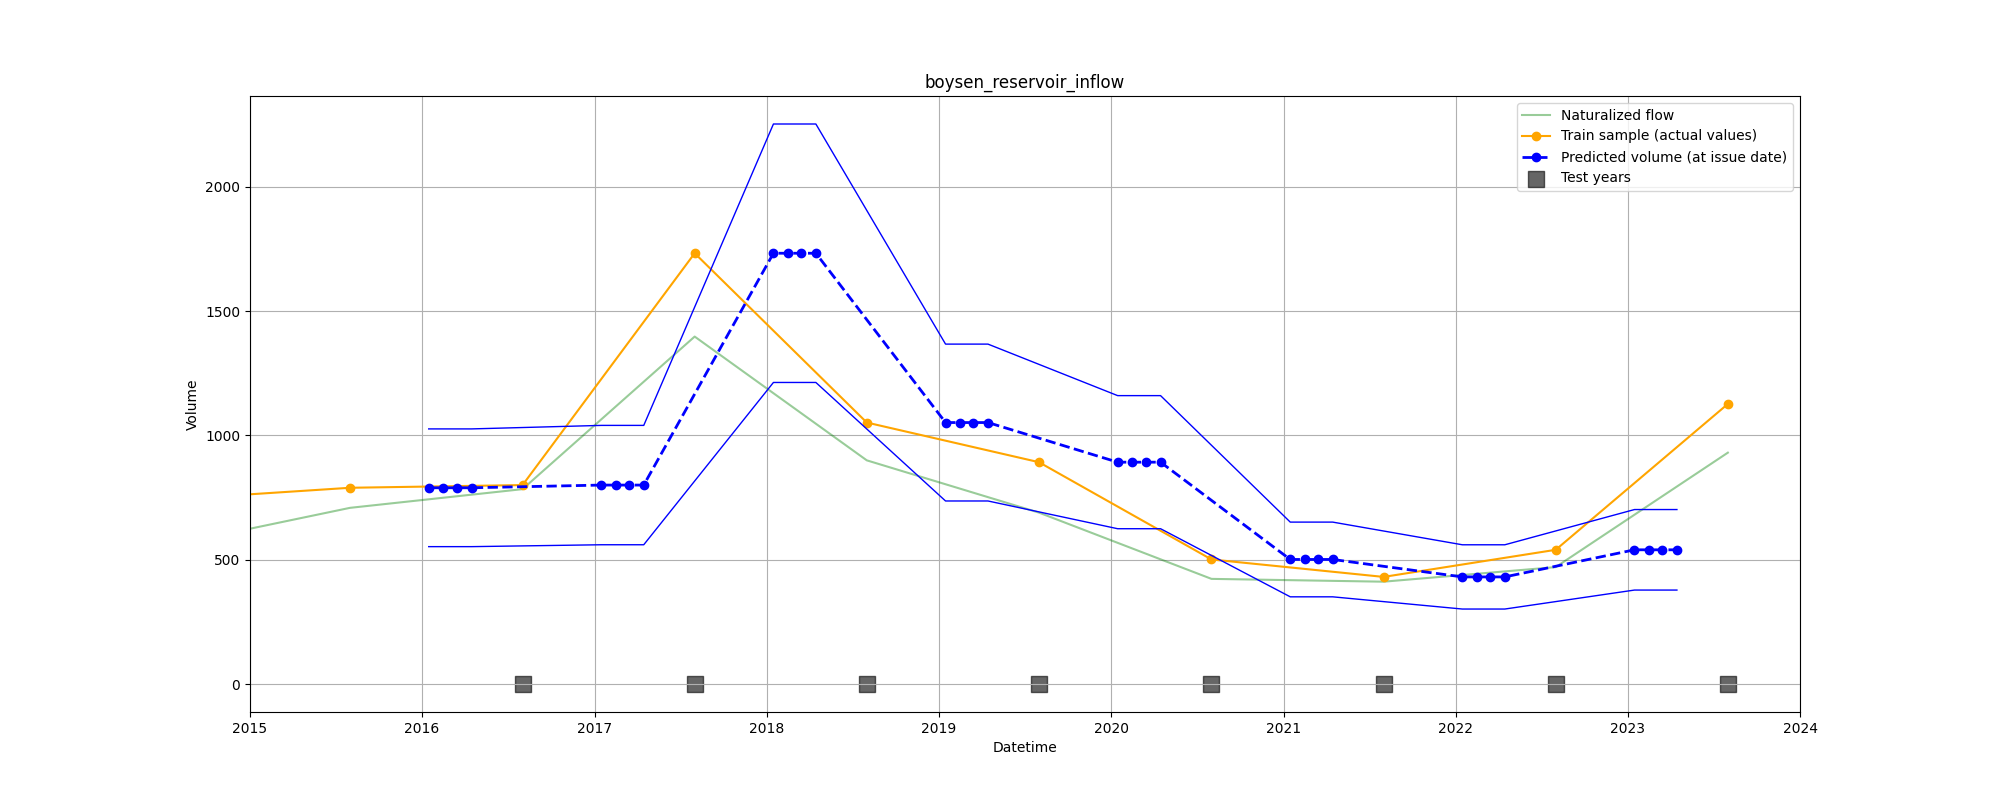 boysen_reservoir_inflow
Naturalized flow
Train sample (actual values)
Predicted volume (at issue date)
Test years
Volume
2000
1500
1000
500
0
2015 2016 2017 2018 2019 2020 2021 2022 2023 2024
Datetime